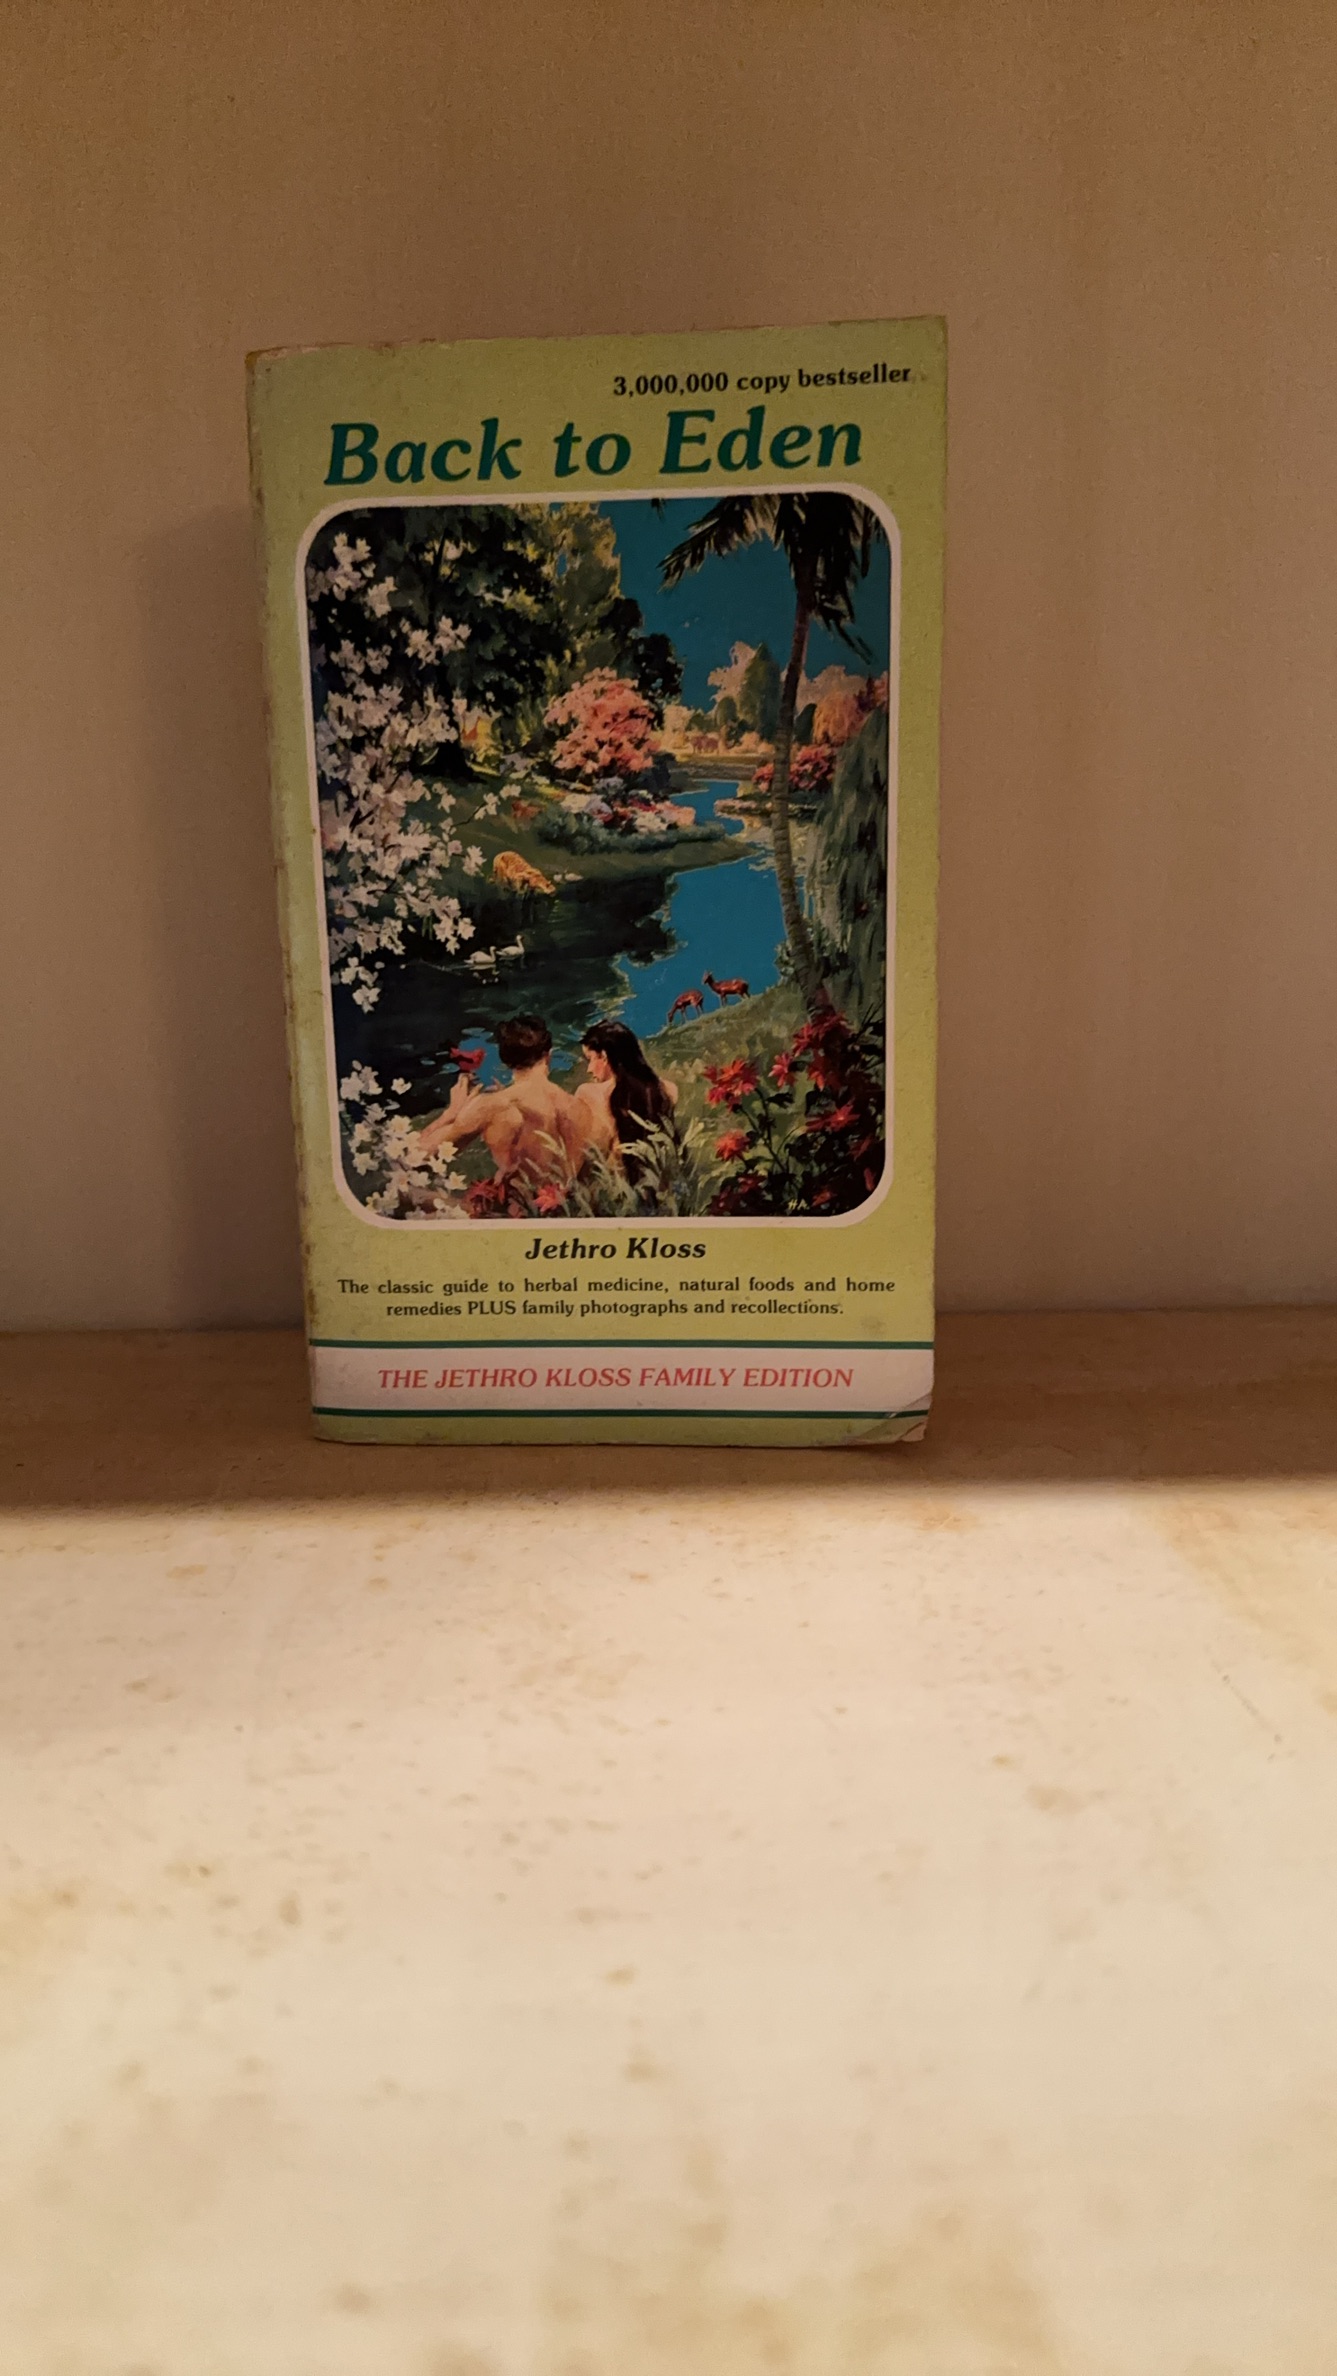 3,000,000 copy bestseller
Back to Eden
Jethro Kloss
The classic guide to herbal medicine, natural foods and home
remedies PLUS family photographs and recollections.
THE JETHRO KLOSS FAMILY EDITION